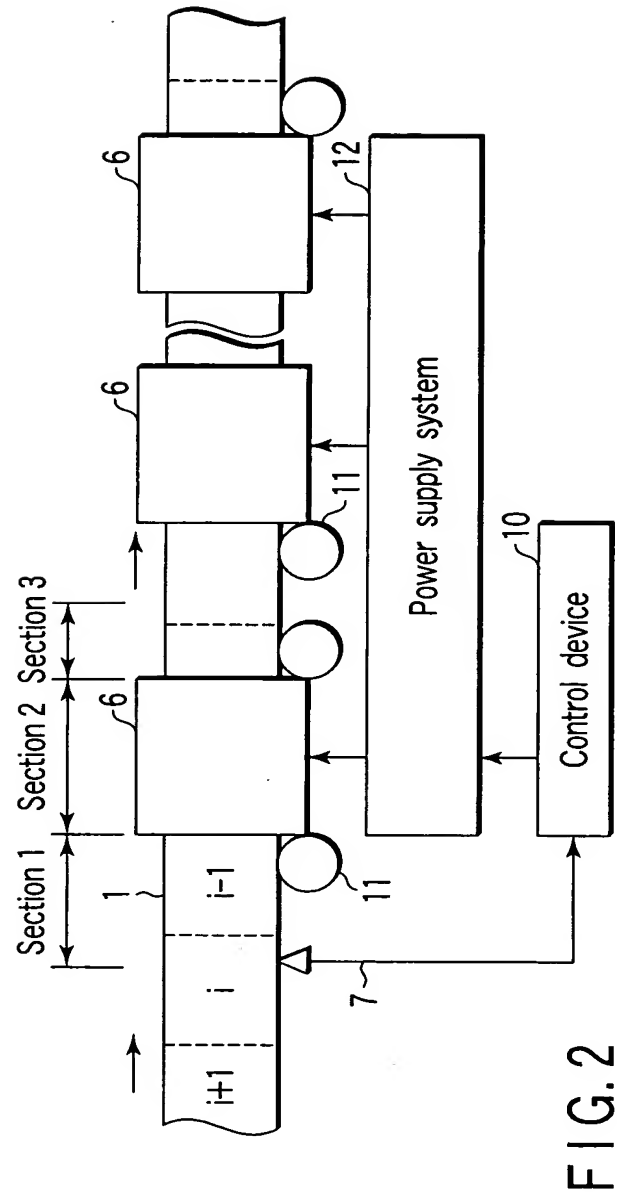 Section 1
Section 2
Section 3
1
6
6
6
i+1
i
i-1
11
11
7
12
Power supply system
10
Control device
FIG. 2